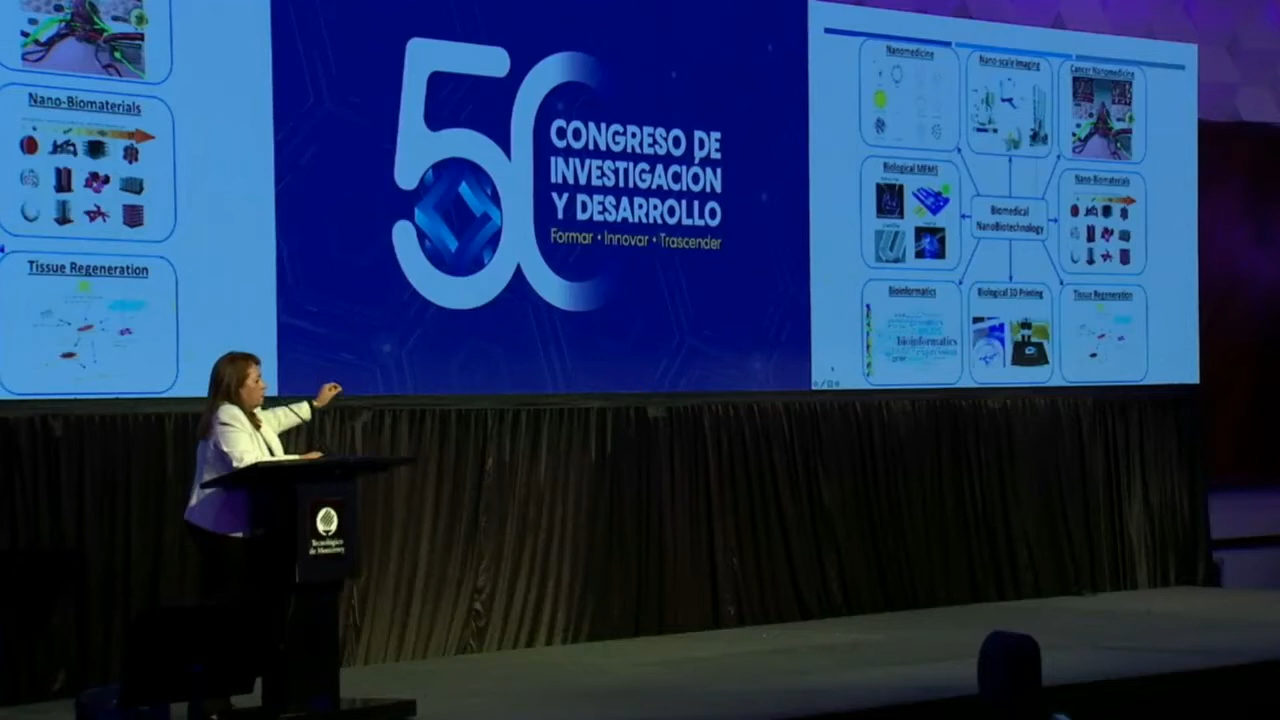 Nano-Biomaterials
Tissue Regeneration
50
CONGRESO DE
INVESTIGACIÓN
Y DESARROLLO
Formar • Innovar • Trascender
Nanomedicine
Nano-scale Imaging
Cancer Nanomedicine
Biological MEMS
Biomedical
NanoBiotechnology
Nano-Biomaterials
Bioinformatics
bioinformatics
expression
Biological 3D Printing
Tissue Regeneration
Tecnológico
de Monterrey